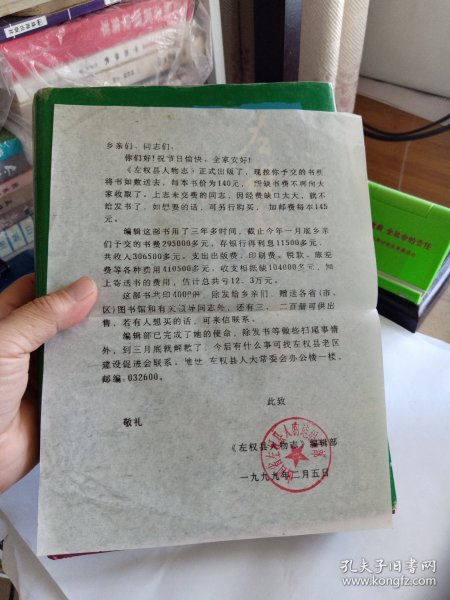 乡亲们、同志们：
你们好！祝节日愉快、全家安好！
《左权县人物志》正式出版了，现按你予交的书款
将书如数送去，每本书价为140元，所缺书费不再向大
家收取了。上志未交费的同志，因经费缺口大大，就不
给发书了，如想要的话，可另行购买，加邮费每本145
元。
编辑这部书用了三年多时间，截止今年一月底乡亲
们予交的书费295000多元，存银行得利息11500多元，
共收入306500多元。支出出版费、印刷费、税款、旅差
费等各种费用410500多元，收支相抵缺104000多元，加
上寄送书的费用，估计总共亏12、3万元。
这部书共印4000册，除发给乡亲们、赠送各省(市、
区)图书馆和有关领导同志外，还有三、二百册可供出
售，若有人想买的话，可来信联系。
编辑部已完成了她的使命，除发书等做些扫尾事情
外，到三月底就解散了，今后有什么事可找左权县老区
建设促进会联系。地址 左权县人大常委会办公楼一楼，
邮编：032600。
此致
敬礼
《左权县人物志》编辑部
一九九九年二月五日
孔夫子旧书网
www.kongfz.com